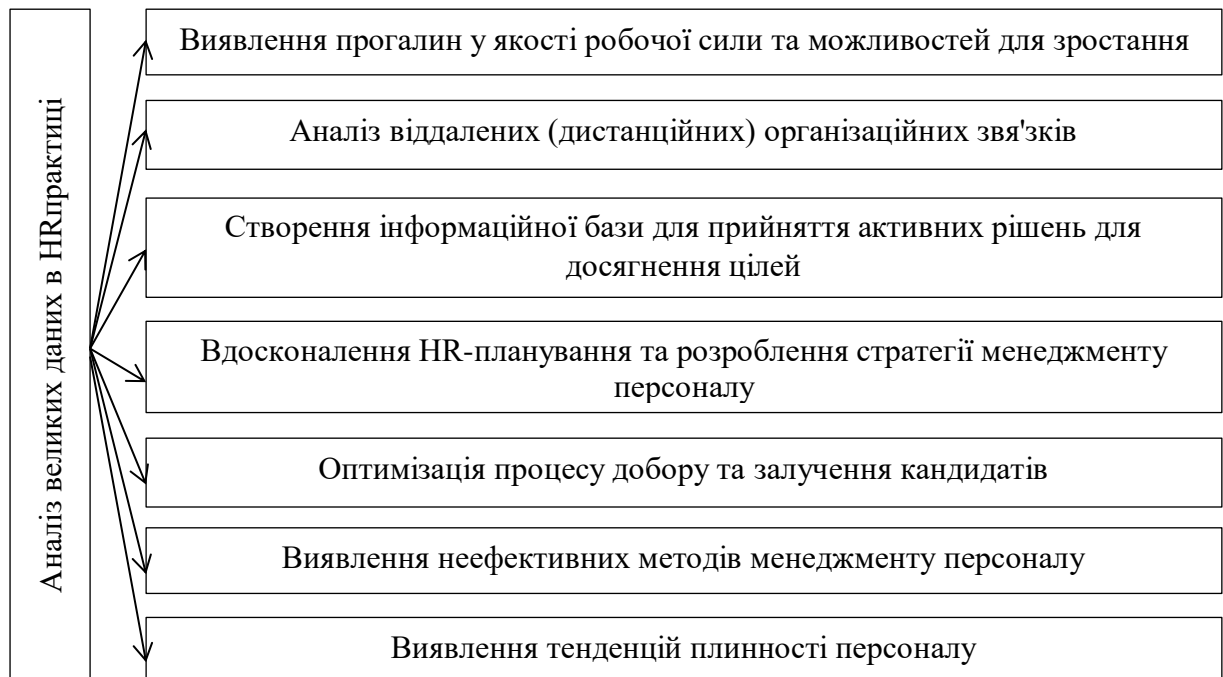 Аналіз великих даних в HRпрактиці
Виявлення прогалин у якості робочої сили та можливостей для зростання
Аналіз віддалених (дистанційних) організаційних звя'зків
Створення інформаційної бази для прийняття активних рішень для
досягнення цілей
Вдосконалення HR-планування та розроблення стратегії менеджменту
персоналу
Оптимізація процесу добору та залучення кандидатів
Виявлення неефективних методів менеджменту персоналу
Виявлення тенденцій плинності персоналу